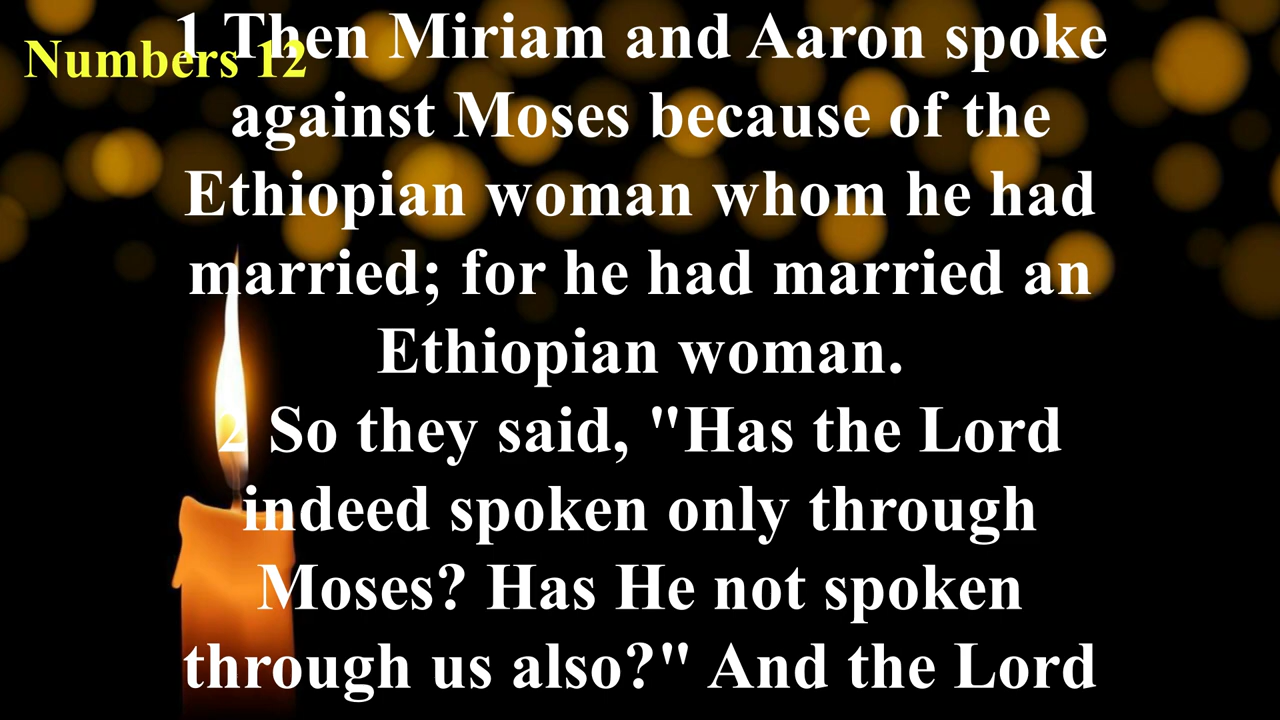 Numbers 12
1 Then Miriam and Aaron spoke
against Moses because of the
Ethiopian woman whom he had
married; for he had married an
Ethiopian woman.
2 So they said, "Has the Lord
indeed spoken only through
Moses? Has He not spoken
through us also?" And the Lord